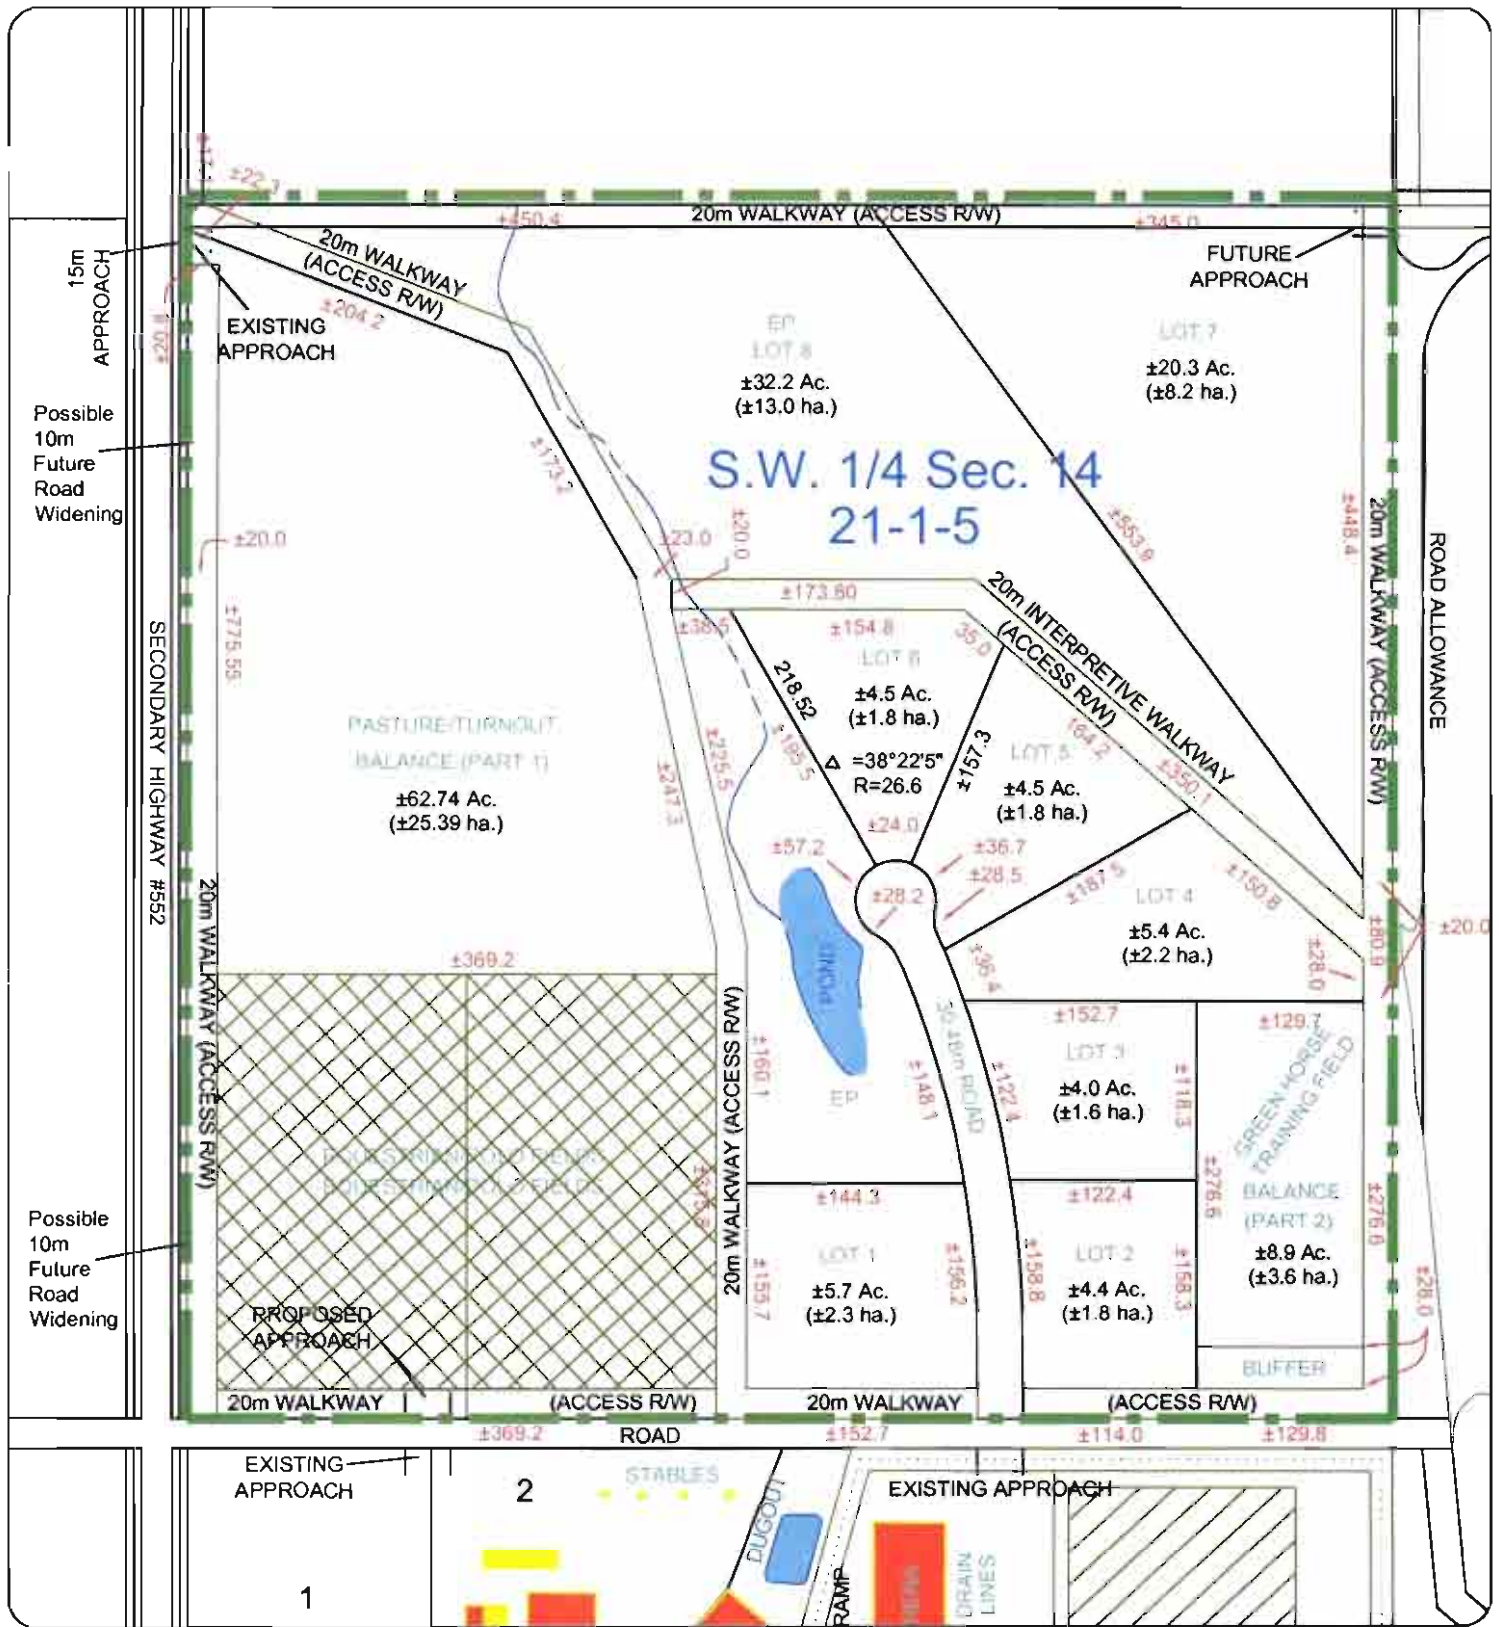 ±22.1
±450.4
20m WALKWAY (ACCESS R/W)
±345.0
15m
APPROACH
20m WALKWAY
(ACCESS R/W)
±204.2
EXISTING
APPROACH
FUTURE
APPROACH
EP
LOT 8
±32.2 Ac.
(±13.0 ha.)
LOT 7
±20.3 Ac.
(±8.2 ha.)
Possible
10m
Future
Road
Widening
±173.2
S.W. 1/4 Sec. 14
21-1-5
±553.9
±448.4
20m WALKWAY (ACCESS R/W)
ROAD ALLOWANCE
±20.0
±23.0
±20.0
±173.60
20m INTERPRETIVE WALKWAY
(ACCESS R/W)
±38.5
±154.8
35.0
LOT 6
±4.5 Ac.
(±1.8 ha.)
218.52
±195.5
Δ =38°22'5"
R=26.6
±157.3
LOT 5
±4.5 Ac.
(±1.8 ha.)
164.2
±350.1
SECONDARY HIGHWAY #552
±775.55
PASTURE/TURNOUT
BALANCE (PART 1)
±62.74 Ac.
(±25.39 ha.)
±225.5
±247.3
±24.0
±57.2
±36.7
±28.5
±28.2
±187.5
±150.8
LOT 4
±5.4 Ac.
(±2.2 ha.)
±80.9
±20.0
±28.0
±36.4
POND
20m WALKWAY (ACCESS R/W)
±369.2
20m WALKWAY (ACCESS R/W)
±160.1
EP
±148.1
ROAD
±122.4
±152.7
LOT 3
±4.0 Ac.
(±1.6 ha.)
±118.3
±129.7
GREEN HORSE
TRAINING FIELD
BALANCE
(PART 2)
±8.9 Ac.
(±3.6 ha.)
±276.6
±276.6
±144.3
±122.4
LOT 1
±5.7 Ac.
(±2.3 ha.)
±155.7
±156.2
±158.8
LOT 2
±4.4 Ac.
(±1.8 ha.)
±158.3
±28.0
BUFFER
Possible
10m
Future
Road
Widening
PROPOSED
APPROACH
20m WALKWAY
(ACCESS R/W)
20m WALKWAY
(ACCESS R/W)
±369.2
ROAD
±152.7
±114.0
±129.8
EXISTING
APPROACH
2
STABLES
DUGOUT
EXISTING APPROACH
1
RAMP
DRAIN
LINES